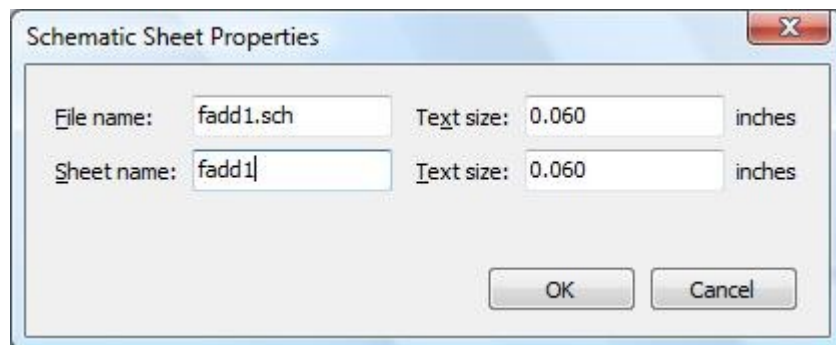 Schematic Sheet Properties
File name: fadd1.sch Text size: 0.060 inches
Sheet name: fadd1 Text size: 0.060 inches
OK Cancel